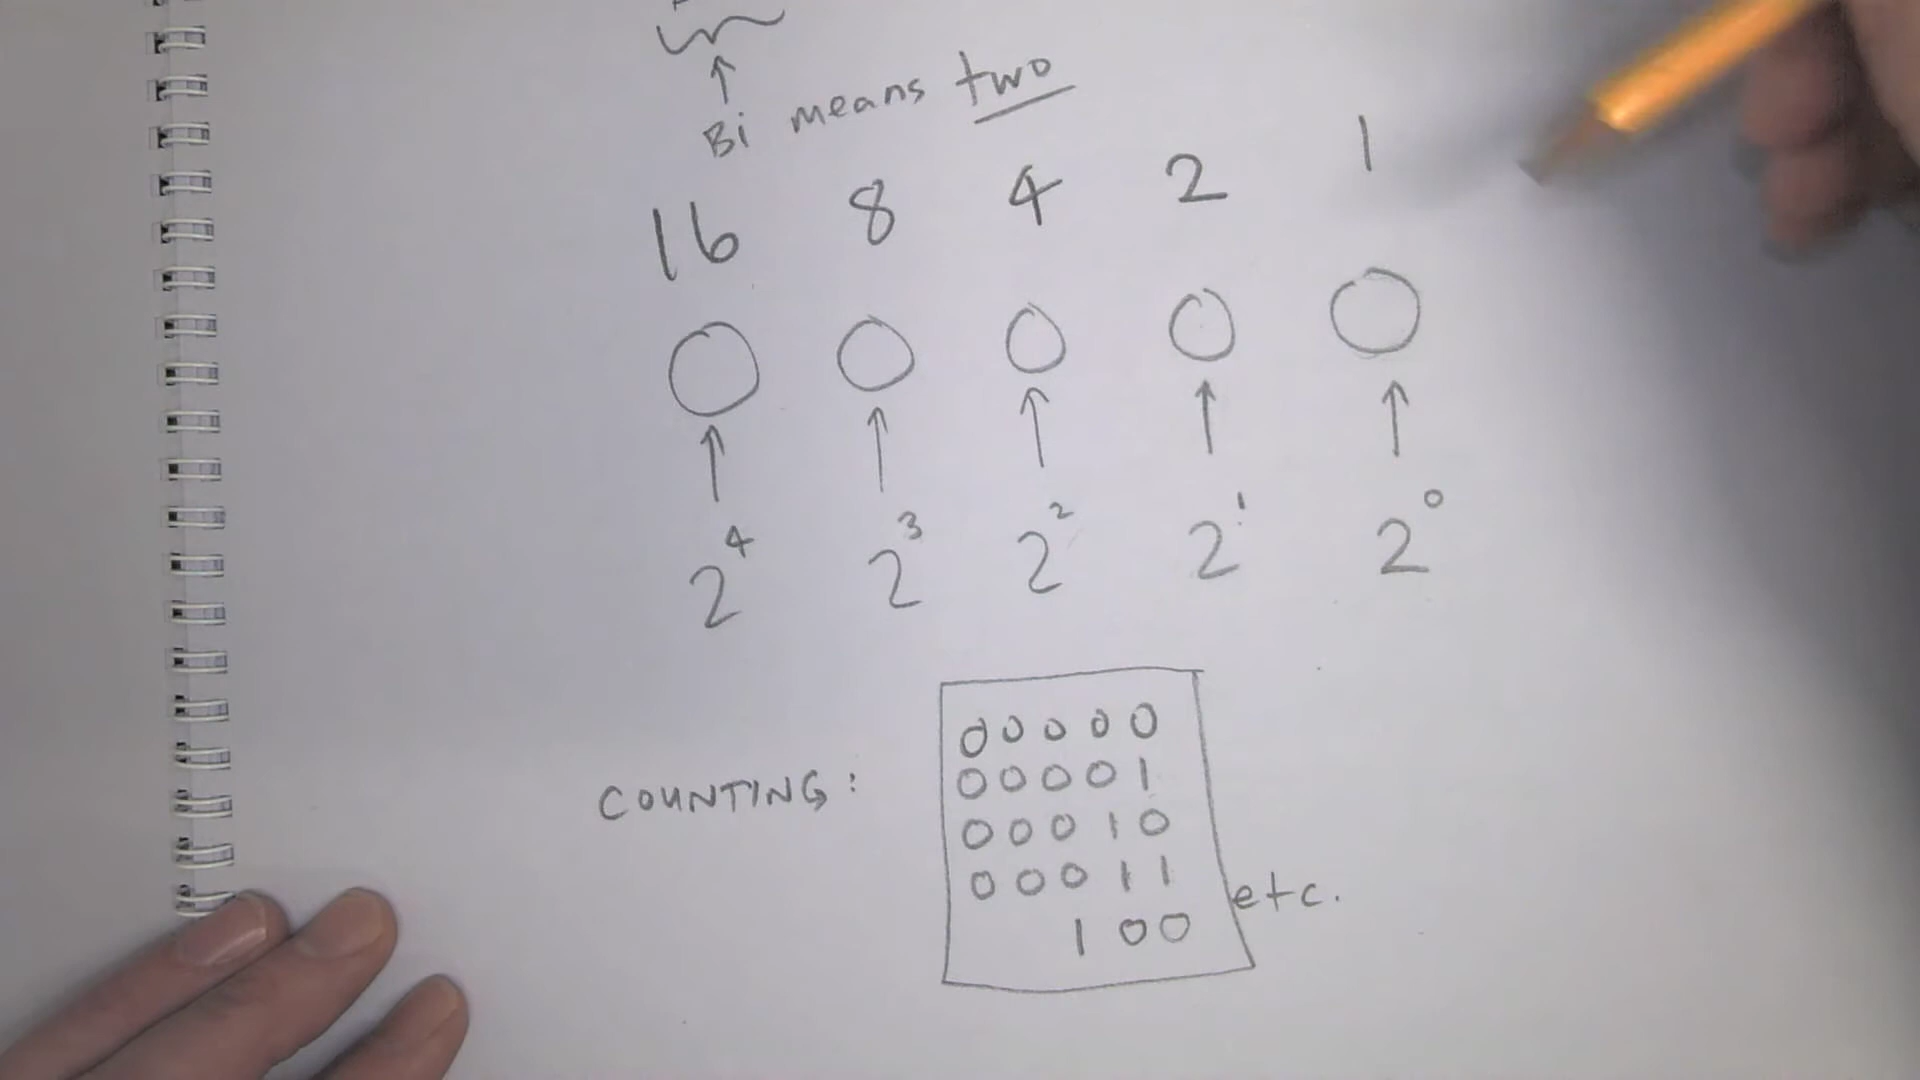 Bi means two
16 8 4 2 1
2⁴ 2³ 2² 2¹ 2⁰
COUNTING:
00000
00001
00010
00011
etc.
100